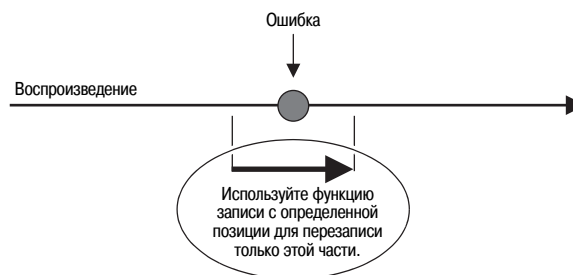 Ошибка
Воспроизведение
Используйте функцию
записи с определенной
позиции для перезаписи
только этой части.